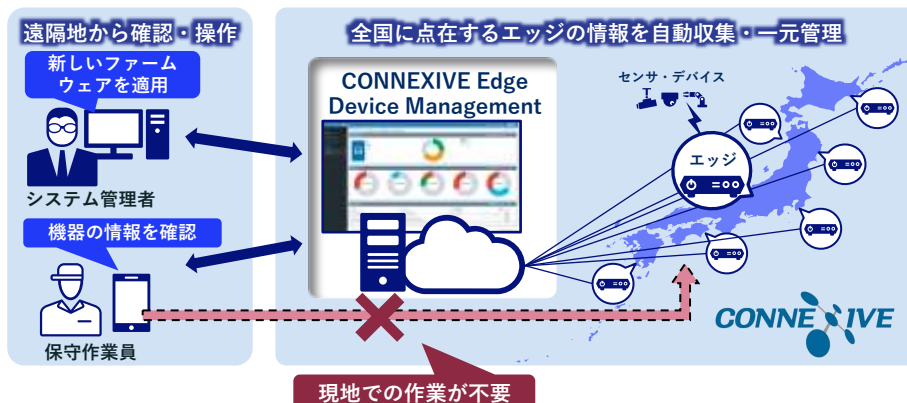 遠隔地から確認・操作
新しいファーム
ウェアを適用
システム管理者
機器の情報を確認
保守作業員
全国に点在するエッジの情報を自動収集・一元管理
CONNEXIVE Edge
Device Management
センサ・デバイス
エッジ
CONNEXIVE
現地での作業が不要